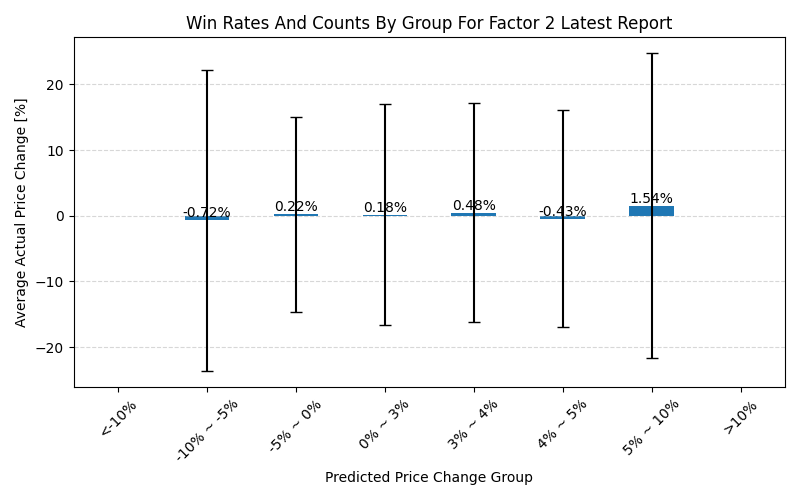 Win Rates And Counts By Group For Factor 2 Latest Report
Average Actual Price Change [%]
20
10
0
−10
−20
-0.72%
0.22%
0.18%
0.48%
-0.43%
1.54%
<-10%
-10% ~ -5%
-5% ~ 0%
0% ~ 3%
3% ~ 4%
4% ~ 5%
5% ~ 10%
>10%
Predicted Price Change Group